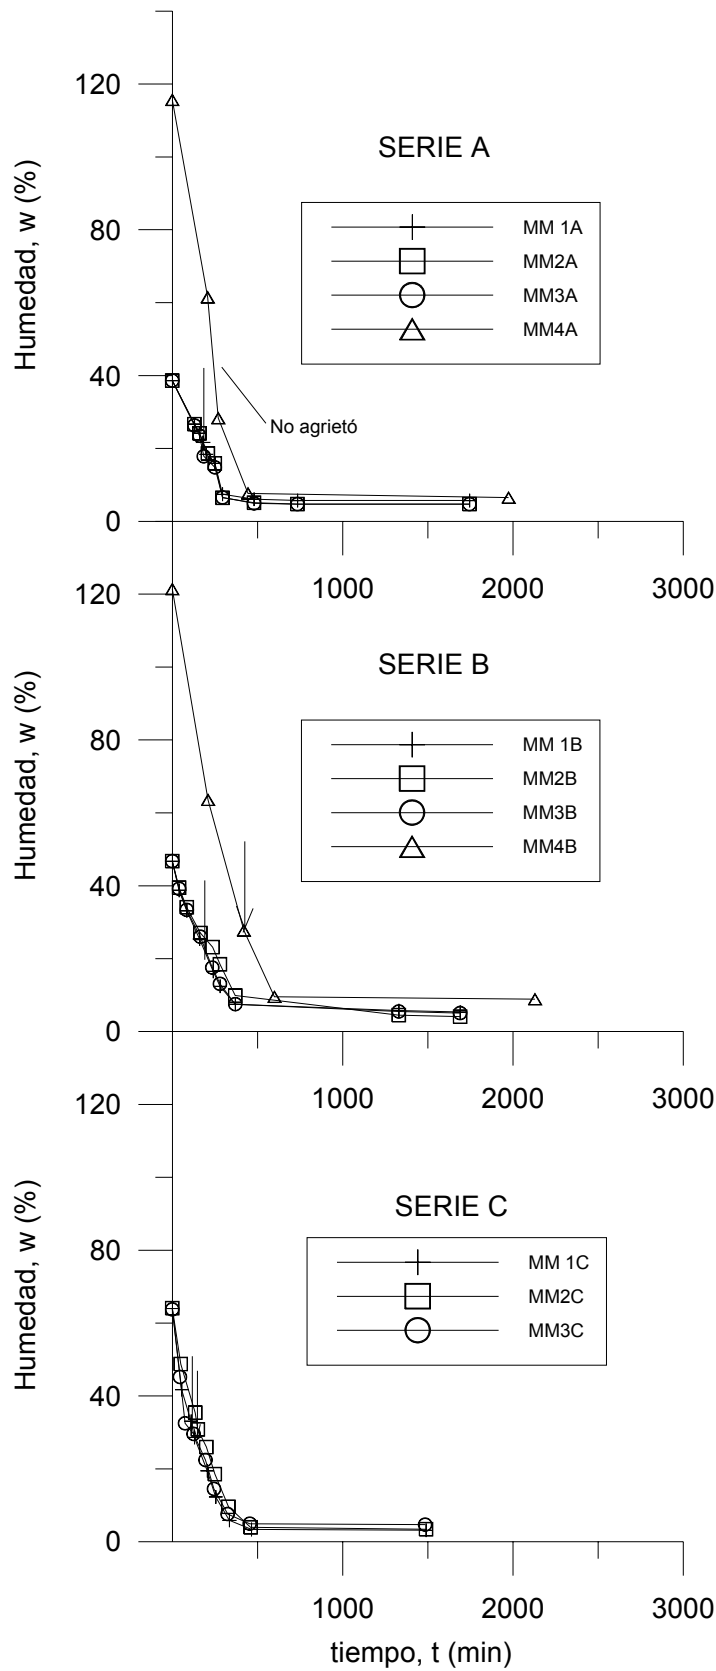 120
SERIE A
MM 1A
MM2A
MM3A
MM4A
80
Humedad, w (%)
40
No agrietó
0
1000 2000 3000
120
SERIE B
MM 1B
MM2B
MM3B
MM4B
80
Humedad, w (%)
40
0
1000 2000 3000
120
SERIE C
MM 1C
MM2C
MM3C
80
Humedad, w (%)
40
0
1000 2000 3000
tiempo, t (min)